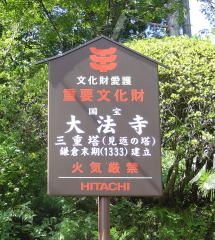 文化財愛護
重要文化財
国宝
大法寺
三重塔(見返の塔)
鎌倉末期(1333)建立
火気厳禁
HITACHI